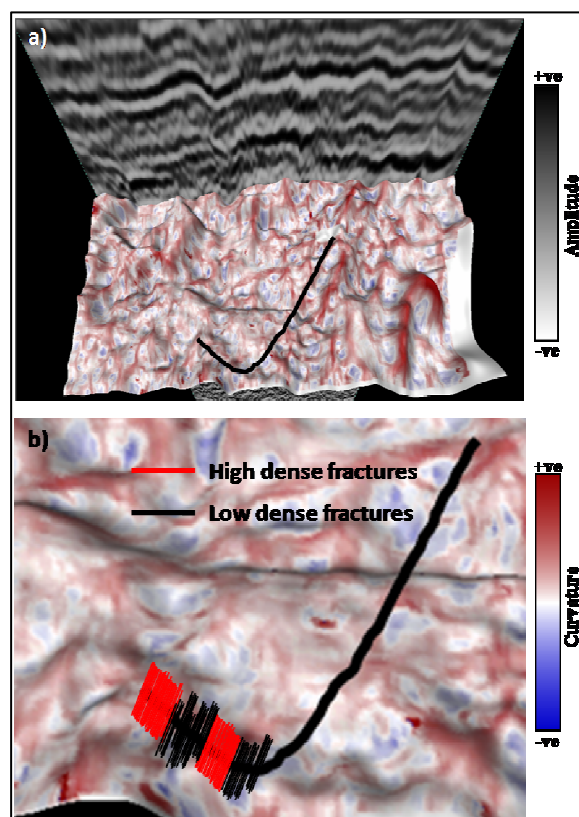 a)
+ve
Amplitude
-ve
b)
High dense fractures
Low dense fractures
+ve
Curvature
-ve